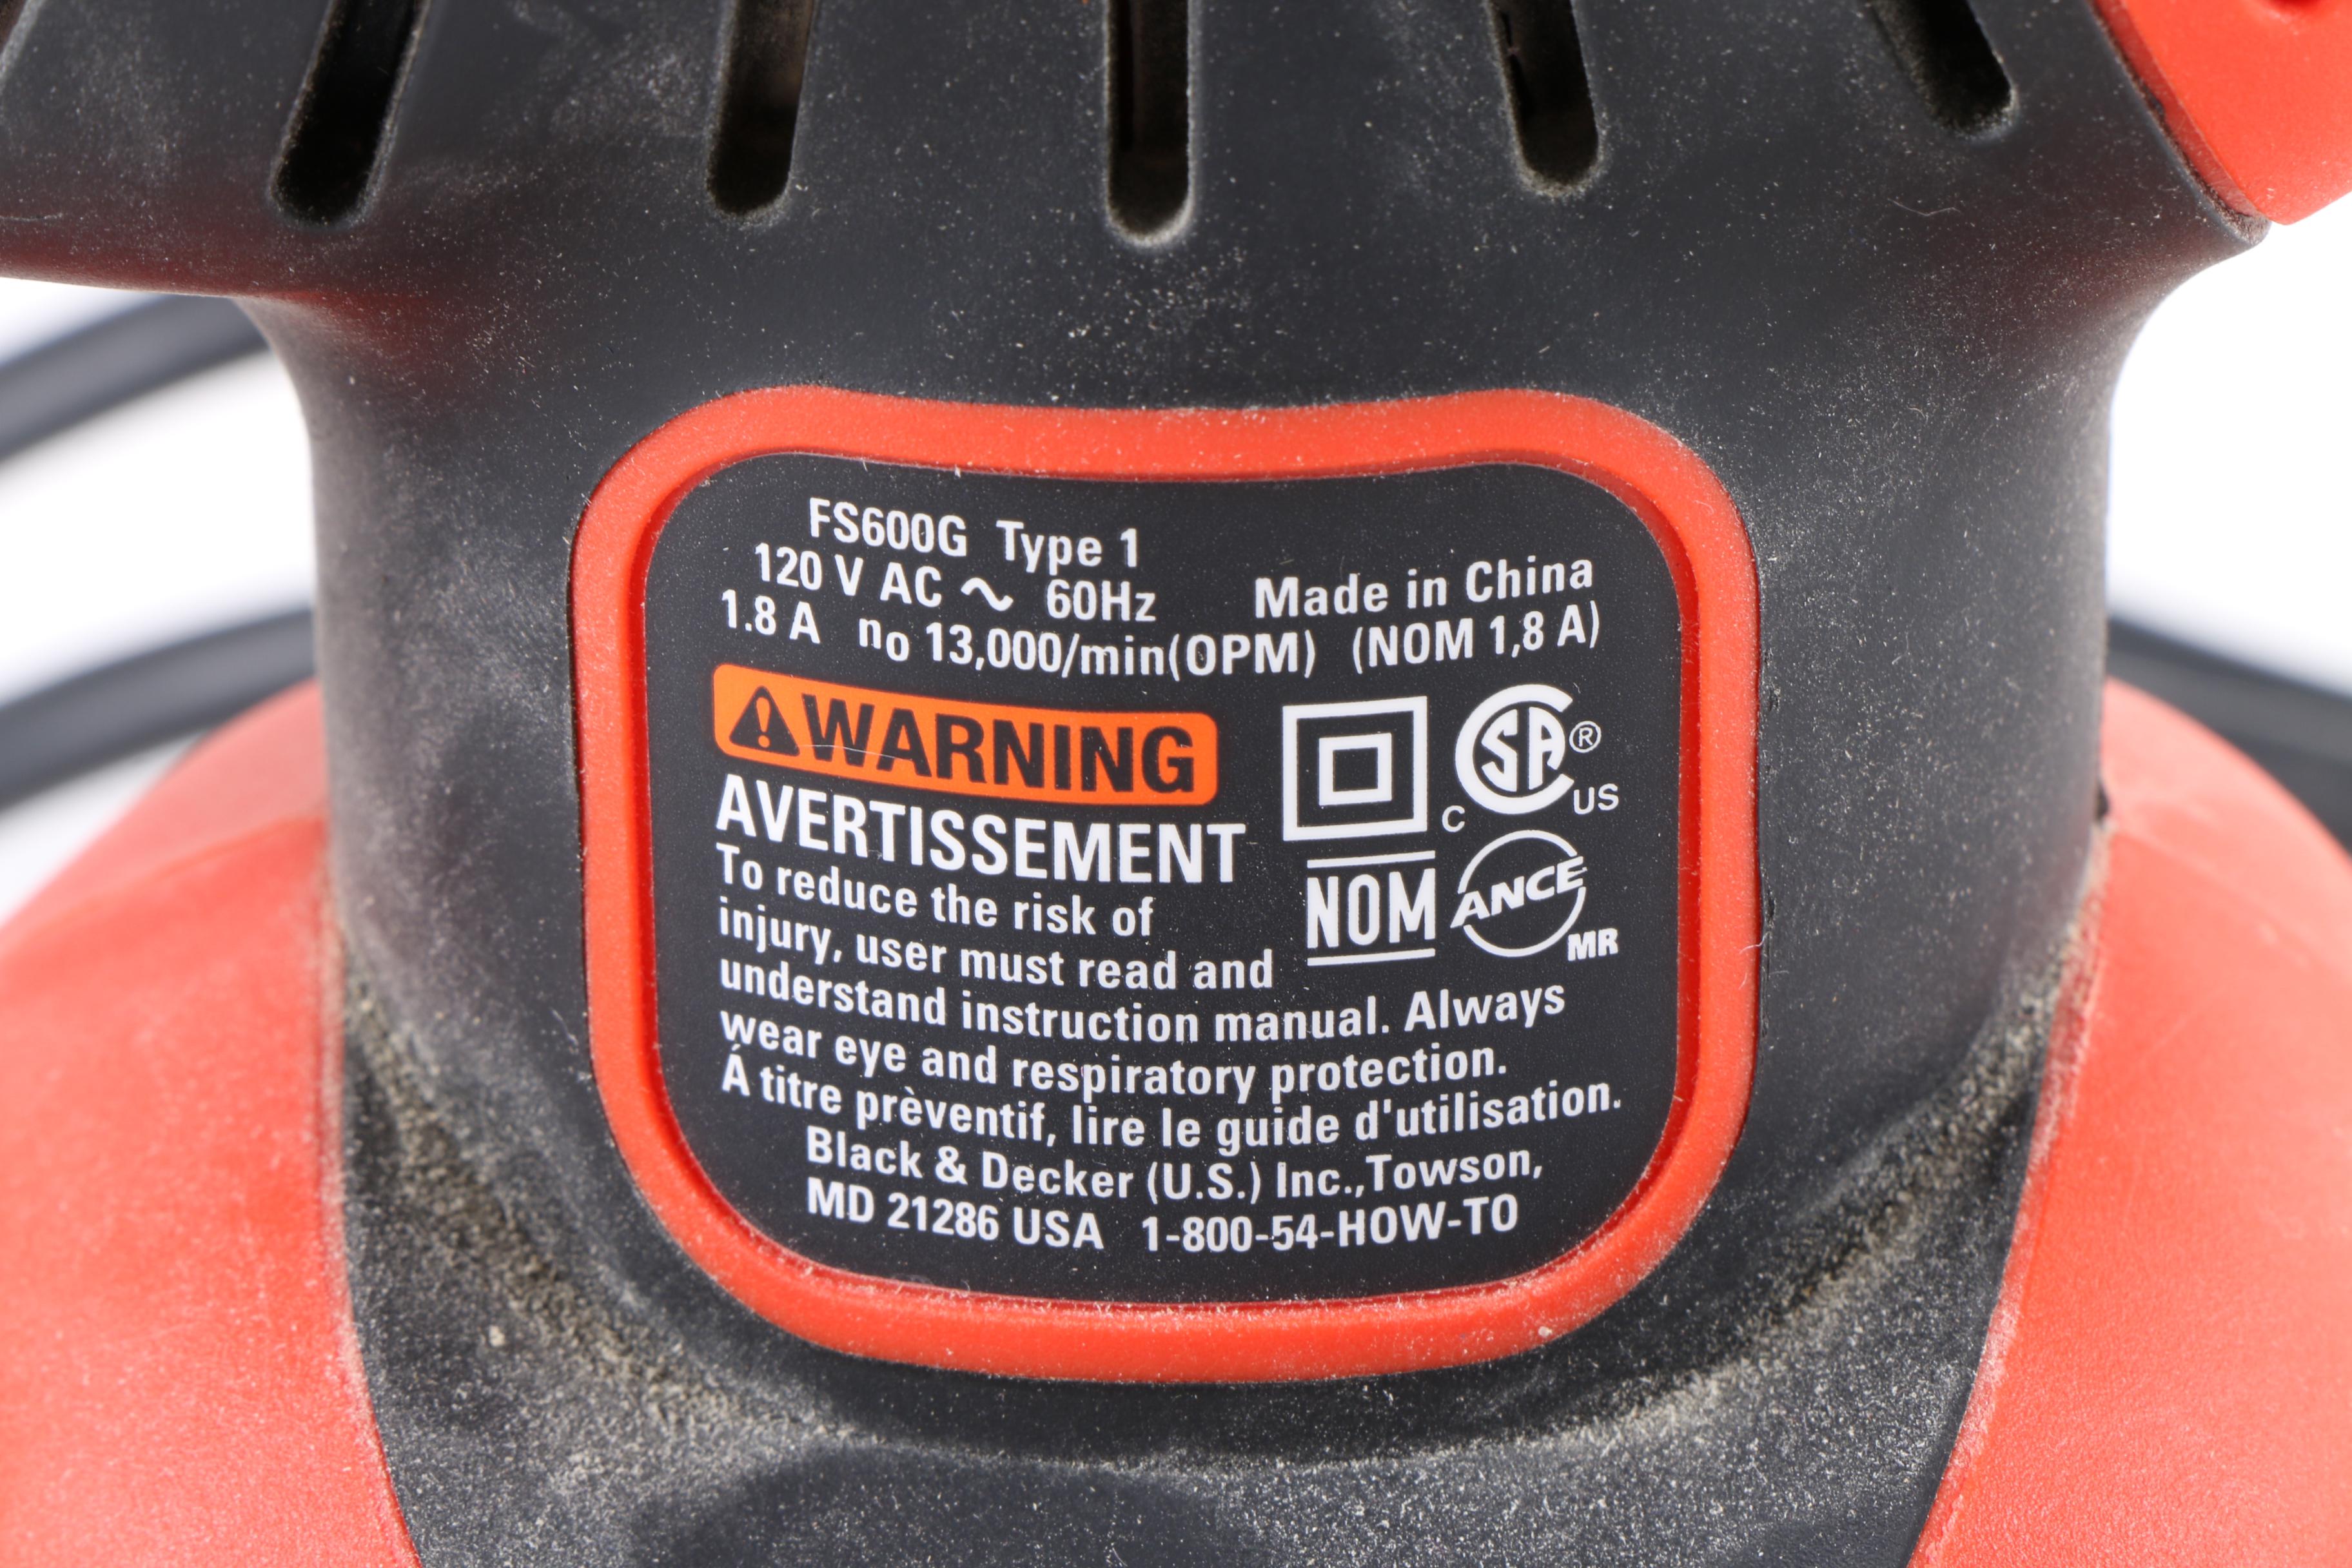 FS600G Type 1
120 V AC ~ 60Hz Made in China
1.8 A no 13,000/min(OPM) (NOM 1,8 A)
WARNING
AVERTISSEMENT
C SA ® US
NOM ANCE MR
To reduce the risk of
injury, user must read and
understand instruction manual. Always
wear eye and respiratory protection.
Á titre prèventif, lire le guide d'utilisation.
Black & Decker (U.S.) Inc.,Towson,
MD 21286 USA 1-800-54-HOW-TO